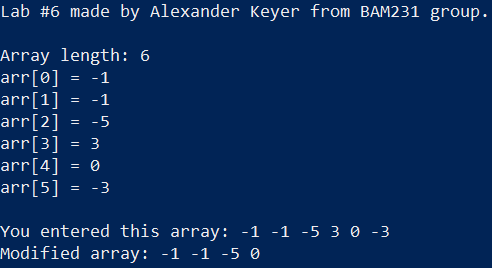 Lab #6 made by Alexander Keyer from BAM231 group.
Array length: 6
arr[0] = -1
arr[1] = -1
arr[2] = -5
arr[3] = 3
arr[4] = 0
arr[5] = -3
You entered this array: -1 -1 -5 3 0 -3
Modified array: -1 -1 -5 0